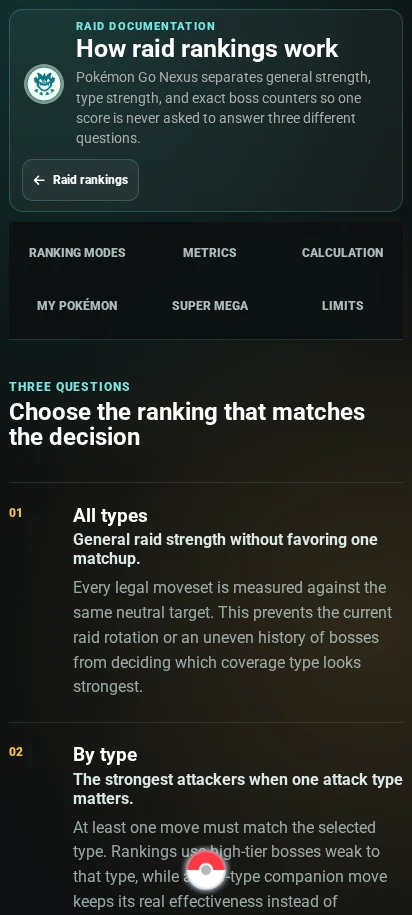 RAID DOCUMENTATION
How raid rankings work
Pokémon Go Nexus separates general strength,
type strength, and exact boss counters so one
score is never asked to answer three different
questions.
← Raid rankings
RANKING MODES METRICS CALCULATION
MY POKÉMON SUPER MEGA LIMITS
THREE QUESTIONS
Choose the ranking that matches
the decision
01 All types
General raid strength without favoring one
matchup.
Every legal moveset is measured against the
same neutral target. This prevents the current
raid rotation or an uneven history of bosses
from deciding which coverage type looks
strongest.
02 By type
The strongest attackers when one attack type
matters.
At least one move must match the selected
type. Rankings use high-tier bosses weak to
that type, while -type companion move
keeps its real effectiveness instead of